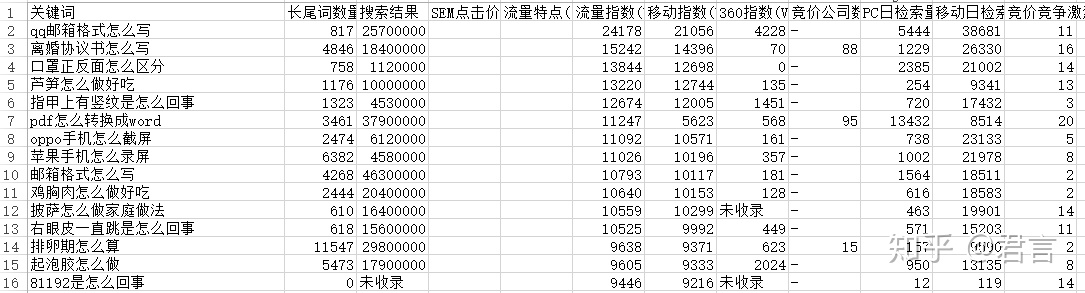 1 关键词 长尾词数量 搜索结果 SEM点击价 流量特点( 流量指数( 移动指数( 360指数(V 竞价公司数 PC日检索量 移动日检索 竞价竞争激
2 qq邮箱格式怎么写 817 25700000 24178 21056 4228 - 5444 38681 11
3 离婚协议书怎么写 4846 18400000 15242 14396 70 88 1229 26330 16
4 口罩正反面怎么区分 758 1120000 13844 12698 0 - 2385 21002 14
5 芦笋怎么做好吃 1176 10000000 13220 12744 135 - 254 9341 13
6 指甲上有竖纹是怎么回事 1323 4530000 12674 12005 1451 - 720 17432 3
7 pdf怎么转换成word 3461 37900000 11247 5623 568 95 13432 8514 20
8 oppo手机怎么截屏 2474 6120000 11092 10571 161 - 738 23133 5
9 苹果手机怎么录屏 6382 4580000 11026 10196 357 - 1002 21978 8
10 邮箱格式怎么写 4268 46300000 10793 10117 181 - 1564 18511 2
11 鸡胸肉怎么做好吃 2444 20400000 10640 10153 128 - 616 18583 2
12 披萨怎么做家庭做法 610 16400000 10559 10299 未收录 - 463 19901 14
13 右眼皮一直跳是怎么回事 618 15600000 10525 9992 449 - 571 15203 11
14 排卵期怎么算 11547 29800000 9638 9371 623 15 2
15 起泡胶怎么做 5473 17900000 9605 9333 2024 - 950 13135 8
16 81192是怎么回事 0 未收录 9446 9216 未收录 - 12 119 14
知乎 @君言